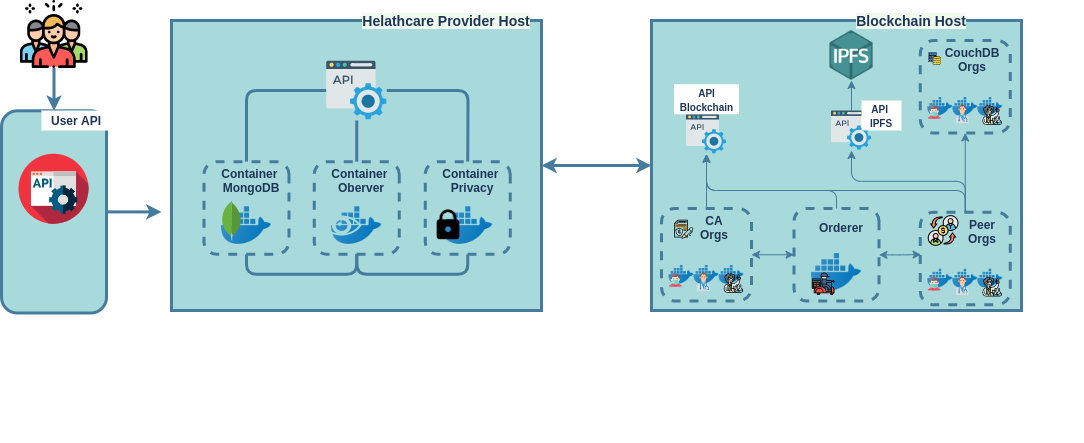 User API
API
Helathcare Provider Host
API
Container
MongoDB
Container
Oberver
Container
Privacy
Blockchain Host
IPFS
CouchDB
Orgs
API
Blockchain
API
API
IPFS
API
CA
Orgs
Orderer
Peer
Orgs